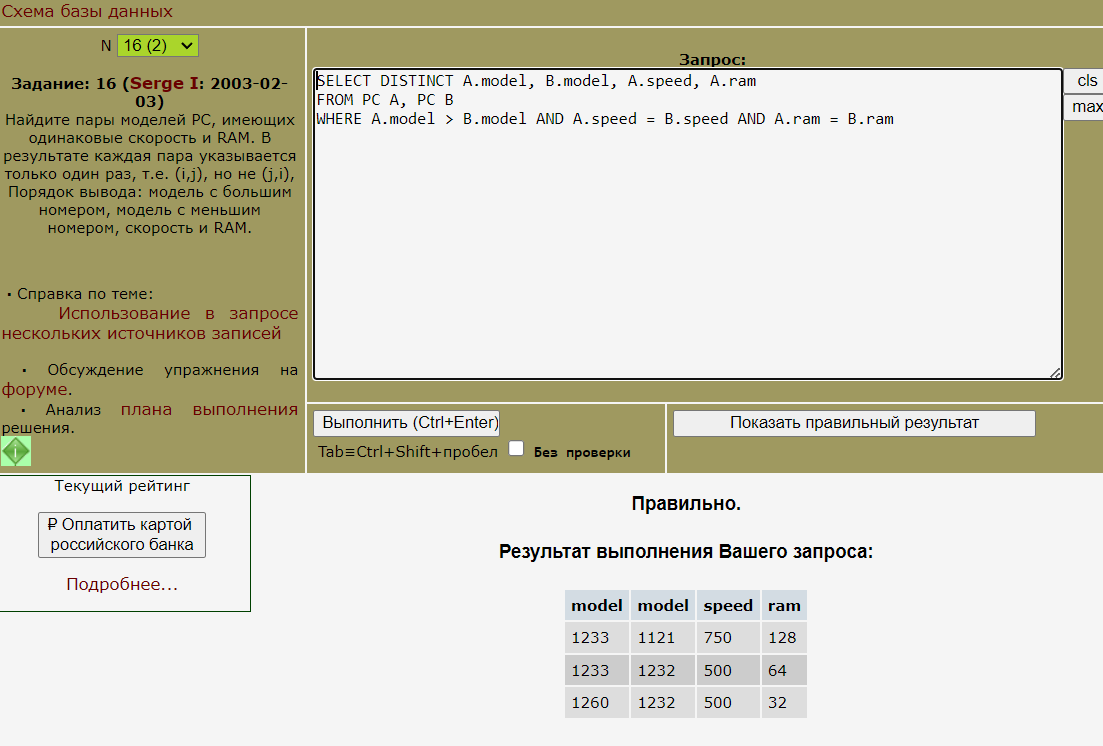 Схема базы данных
N 16 (2)
Задание: 16 (Serge I: 2003-02-
03)
Найдите пары моделей PC, имеющих
одинаковые скорость и RAM. В
результате каждая пара указывается
только один раз, т.е. (i,j), но не (j,i),
Порядок вывода: модель с большим
номером, модель с меньшим
номером, скорость и RAM.
· Справка по теме:
Использование в запросе
нескольких источников записей
· Обсуждение упражнения на
форуме.
· Анализ плана выполнения
решения.
Запрос:
SELECT DISTINCT A.model, B.model, A.speed, A.ram
FROM PC A, PC B
WHERE A.model > B.model AND A.speed = B.speed AND A.ram = B.ram
cls
max
Выполнить (Ctrl+Enter)
Tab≡Ctrl+Shift+пробел Без проверки
Показать правильный результат
Текущий рейтинг
₽ Оплатить картой
российского банка
Подробнее...
Правильно.
Результат выполнения Вашего запроса:
model model speed ram
1233 1121 750 128
1233 1232 500 64
1260 1232 500 32